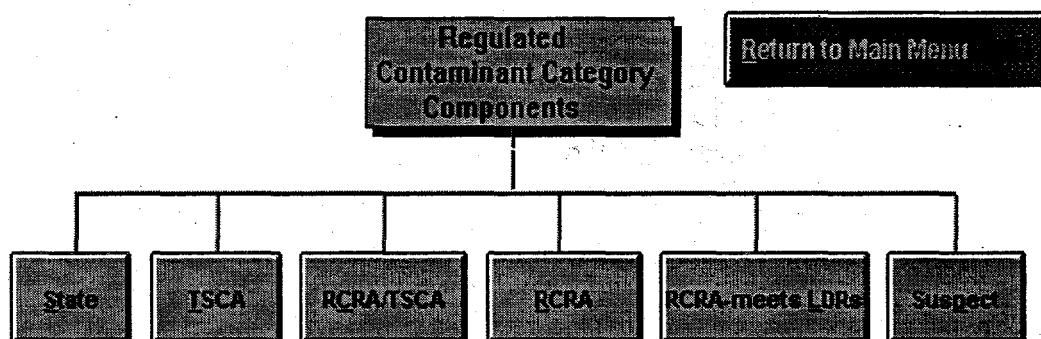 Regulated
Contaminant Category
Components
Return to Main Menu
State
TSCA
RCRA/TSCA
RCRA
RCRA-meets LDRs
Suspect